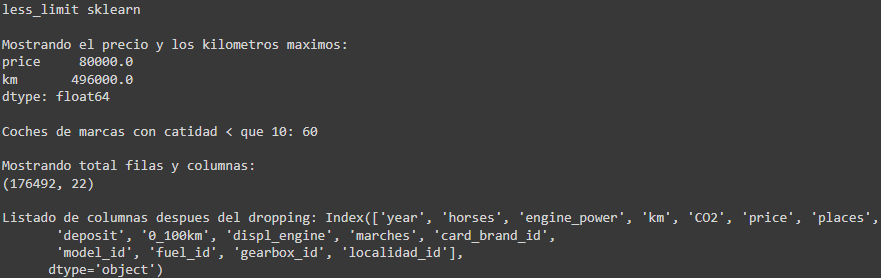 less_limit sklearn
Mostrando el precio y los kilometros maximos:
price     80000.0
km       496000.0
dtype: float64
Coches de marcas con catidad < que 10: 60
Mostrando total filas y columnas:
(176492, 22)
Listado de columnas despues del dropping: Index(['year', 'horses', 'engine_power', 'km', 'CO2', 'price', 'places',
       'deposit', '0_100km', 'displ_engine', 'marches', 'card_brand_id',
       'model_id', 'fuel_id', 'gearbox_id', 'localidad_id'],
      dtype='object')